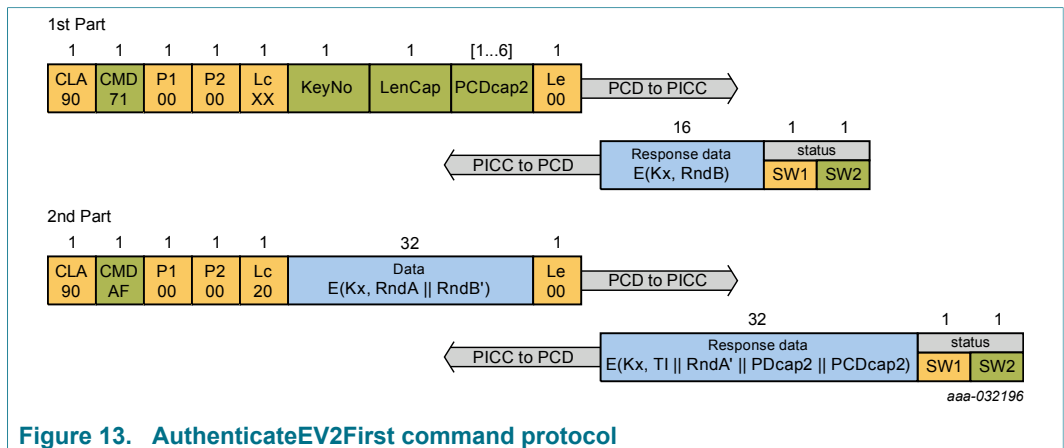 1st Part
1 1 1 1 1 1 1 [1...6] 1
CLA CMD P1 P2 Lc KeyNo LenCap PCDcap2 Le
90 71 00 00 XX 00
PCD to PICC
16 1 1
PICC to PCD
Response data
E(Kx, RndB)
status
SW1 SW2
2nd Part
1 1 1 1 1 32 1
CLA CMD P1 P2 Lc Data Le
90 AF 00 00 20 E(Kx, RndA || RndB') 00
PCD to PICC
32 1 1
PICC to PCD
Response data
E(Kx, TI || RndA' || PDcap2 || PCDcap2)
status
SW1 SW2
aaa-032196
Figure 13. AuthenticateEV2First command protocol